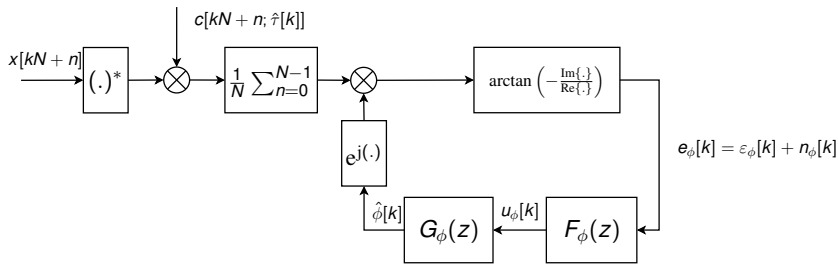 c[kN + n; τ̂[k]]
x[kN + n]
(.)*
1/N ∑_{n=0}^{N−1}
arctan (−Im{.}/Re{.})
e^{j(.)}
e_ϕ[k] = ε_ϕ[k] + n_ϕ[k]
ϕ̂[k]
G_ϕ(z)
u_ϕ[k]
F_ϕ(z)